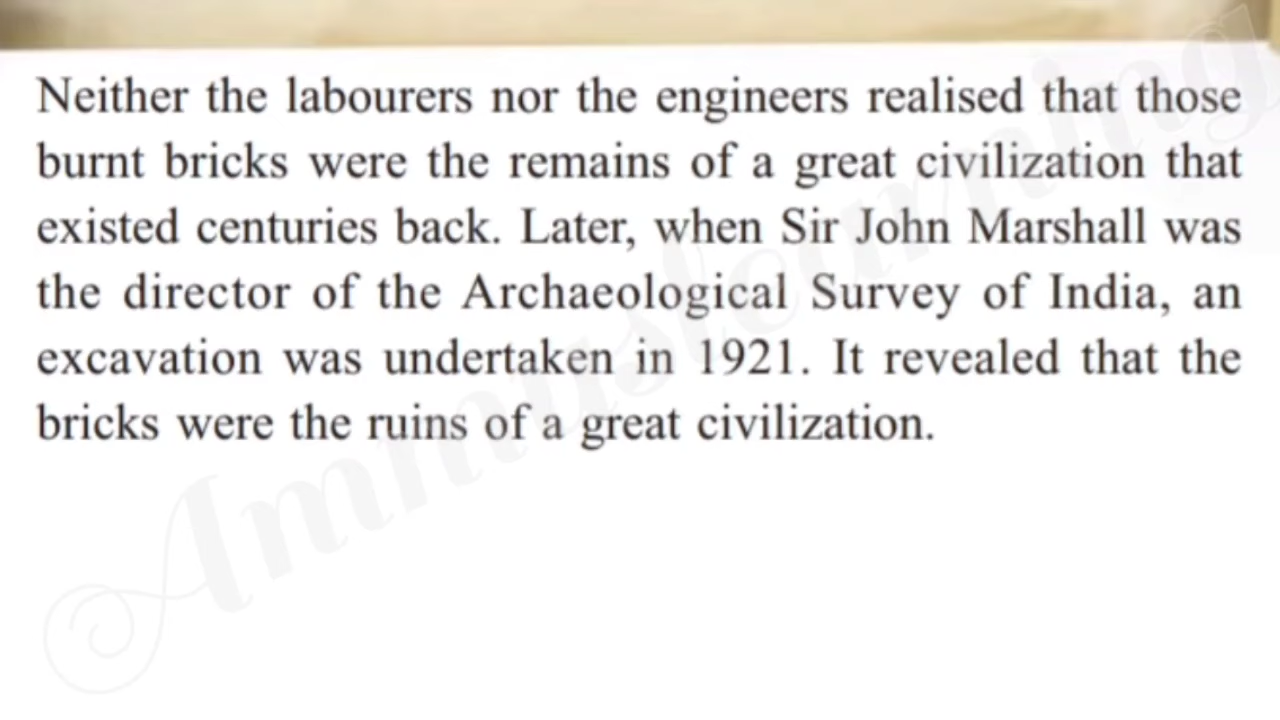 Neither the labourers nor the engineers realised that those
burnt bricks were the remains of a great civilization that
existed centuries back. Later, when Sir John Marshall was
the director of the Archaeological Survey of India, an
excavation was undertaken in 1921. It revealed that the
bricks were the ruins of a great civilization.
Ammuslearning